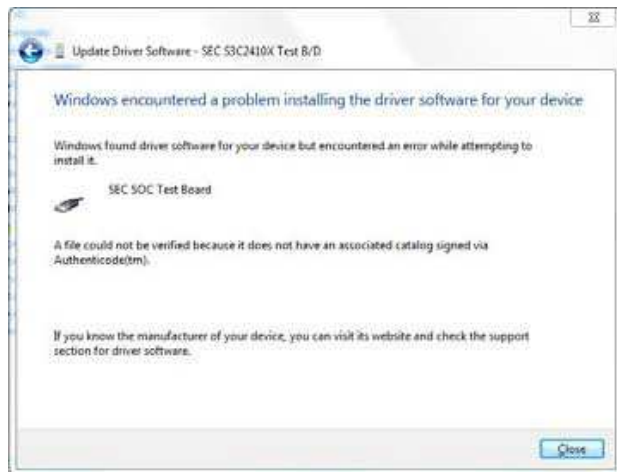 Update Driver Software - SEC S3C2410X Test B/D
Windows encountered a problem installing the driver software for your device
Windows found driver software for your device but encountered an error while attempting to
install it.
SEC SOC Test Board
A file could not be verified because it does not have an associated catalog signed via
Authenticode(tm).
If you know the manufacturer of your device, you can visit its website and check the support
section for driver software.
Close